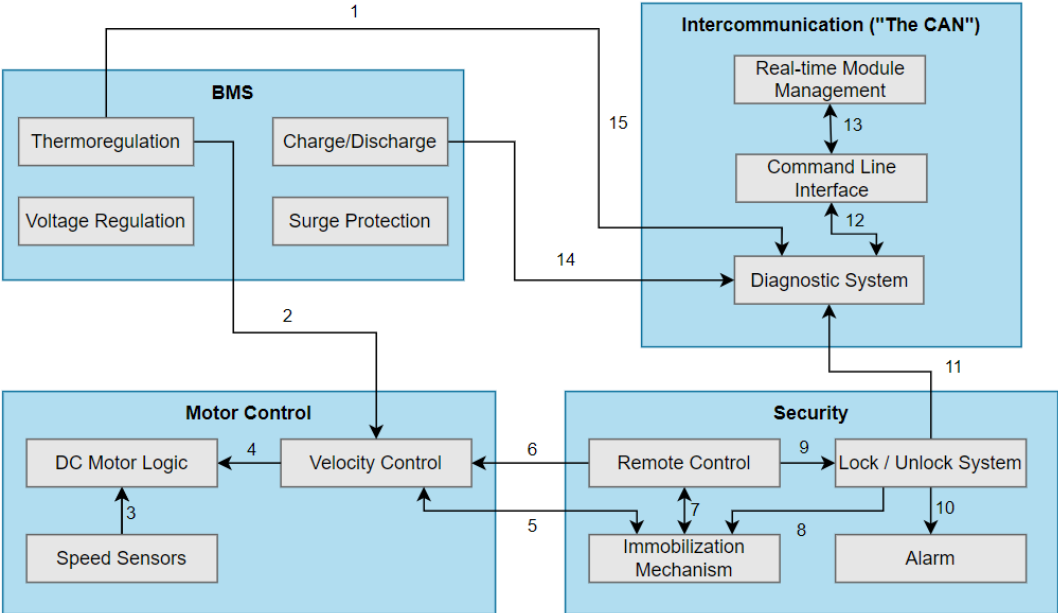 1
Intercommunication ("The CAN")
Real-time Module
Management
BMS
15
13
Thermoregulation
Charge/Discharge
Command Line
Interface
Voltage Regulation
Surge Protection
12
14
Diagnostic System
2
11
Motor Control
Security
DC Motor Logic
4
Velocity Control
6
Remote Control
9
Lock / Unlock System
3
5
7
8
10
Speed Sensors
Immobilization
Mechanism
Alarm